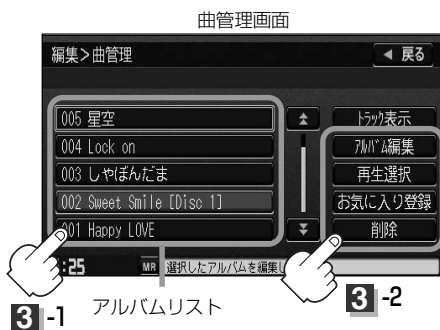 曲管理画面
編集>曲管理
戻る
005 星空
004 Lock on
003 しゃぼんだま
002 Sweet Smile [Disc 1]
001 Happy LOVE
トラック表示
アルバム編集
再生選択
お気に入り登録
削除
:25
MR
選択したアルバムを編集し
3 -1
アルバムリスト
3 -2